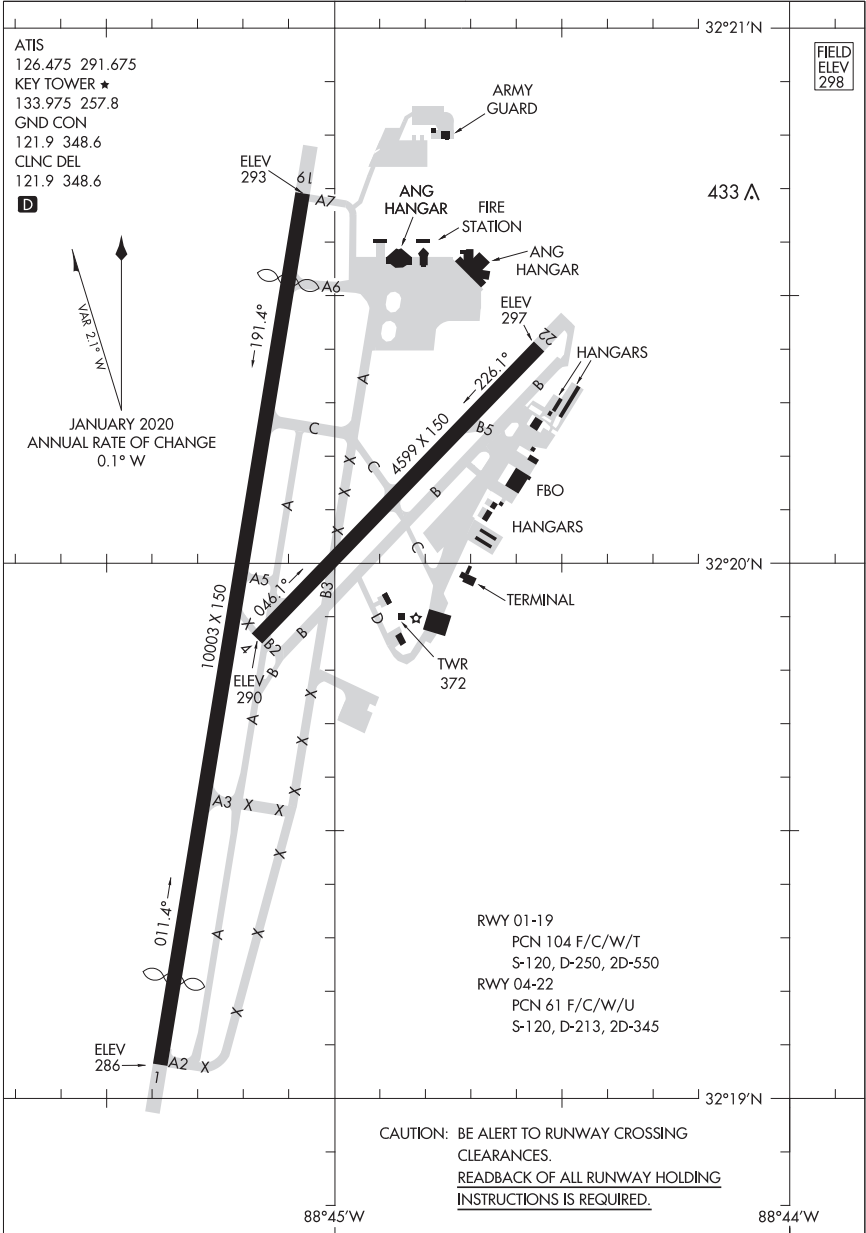 32°21'N
ATIS
126.475 291.675
KEY TOWER ★
133.975 257.8
GND CON
121.9 348.6
CLNC DEL
121.9 348.6
D
FIELD
ELEV
298
ARMY
GUARD
ELEV
293
19
A7
ANG
HANGAR
FIRE
STATION
433
ANG
HANGAR
A6
VAR 2.1° W
191.4°
ELEV
297
22
HANGARS
226.1°
A
B
JANUARY 2020
ANNUAL RATE OF CHANGE
0.1° W
C
B5
4599 X 150
X
C
X
B
FBO
A
X
HANGARS
C
32°20'N
A5
046.1°
B3
TERMINAL
10003 X 150
X
4
B2
B
D
B
TWR
372
ELEV
290
X
A
X
X
A3
X
X
X
011.4°
A
X
RWY 01-19
PCN 104 F/C/W/T
S-120, D-250, 2D-550
RWY 04-22
PCN 61 F/C/W/U
S-120, D-213, 2D-345
X
ELEV
286
A2
X
1
32°19'N
CAUTION: BE ALERT TO RUNWAY CROSSING
CLEARANCES.
READBACK OF ALL RUNWAY HOLDING
INSTRUCTIONS IS REQUIRED.
88°45'W
88°44'W